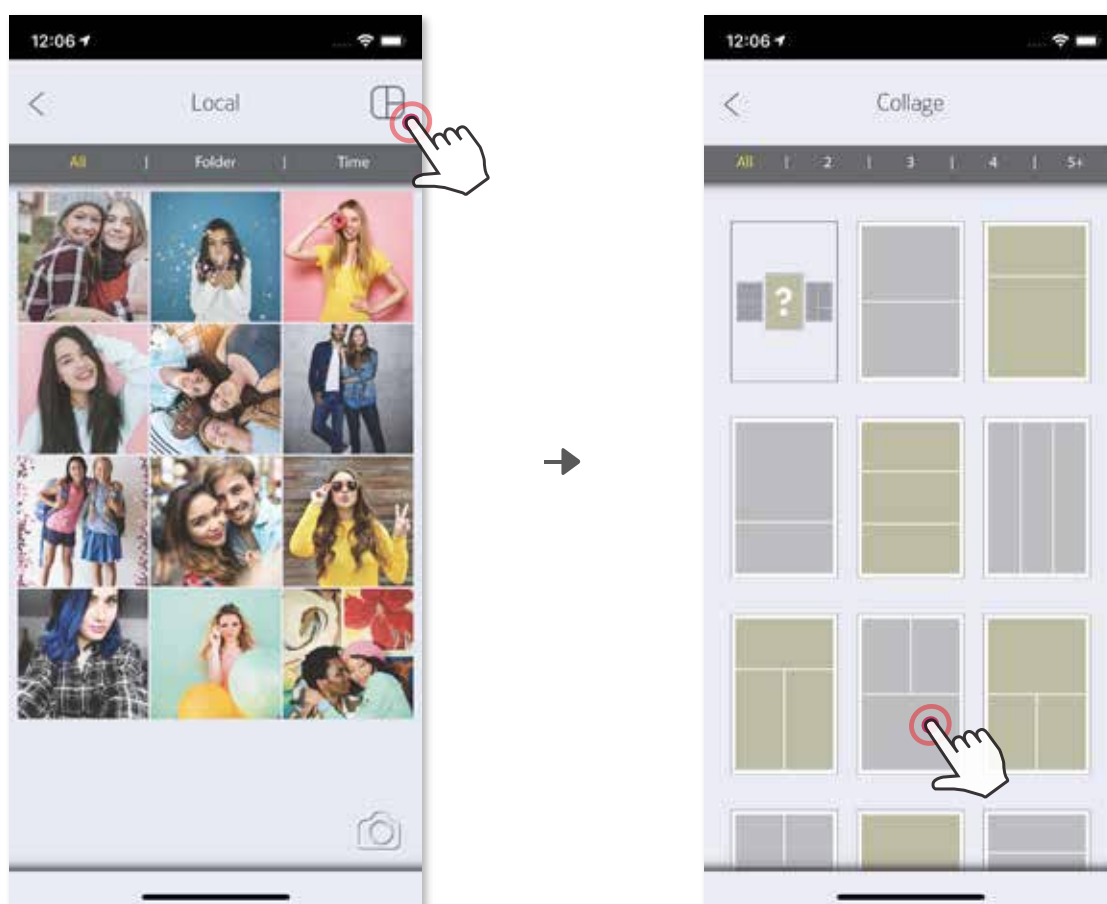 12:06
Local
All | Folder | Time
12:06
Collage
All | 2 | 3 | 4 | 5+
?